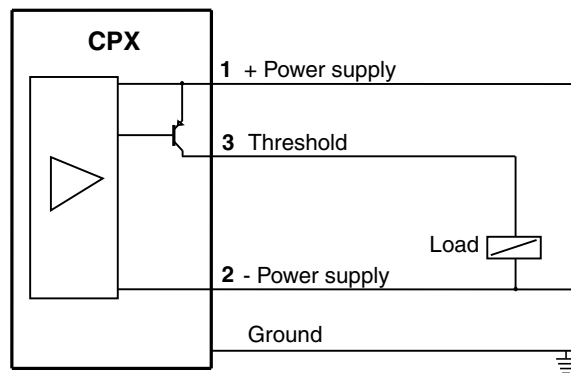 CPX
1 + Power supply
3 Threshold
Load
2 - Power supply
Ground